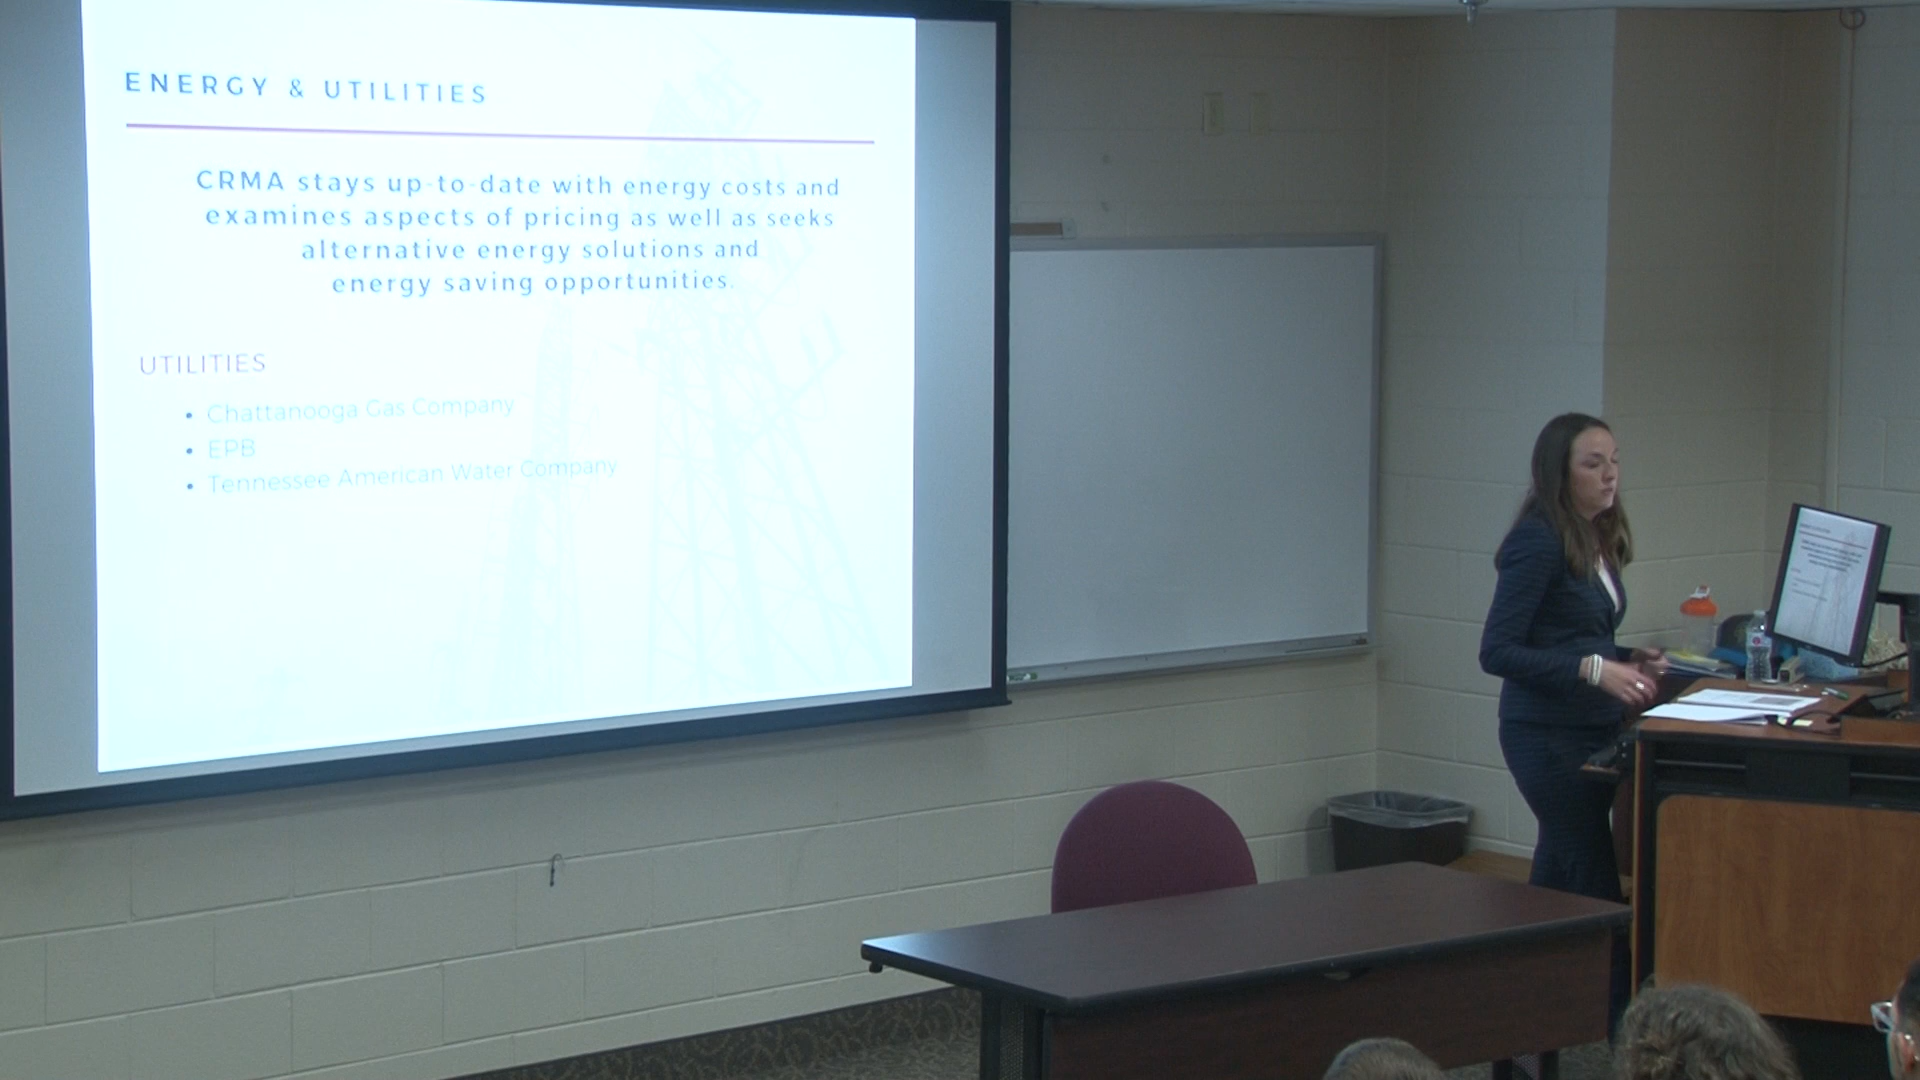 ENERGY & UTILITIES
CRMA stays up-to-date with energy costs and
examines aspects of pricing as well as seeks
alternative energy solutions and
energy saving opportunities.
UTILITIES
• Chattanooga Gas Company
• EPB
• Tennessee American Water Company